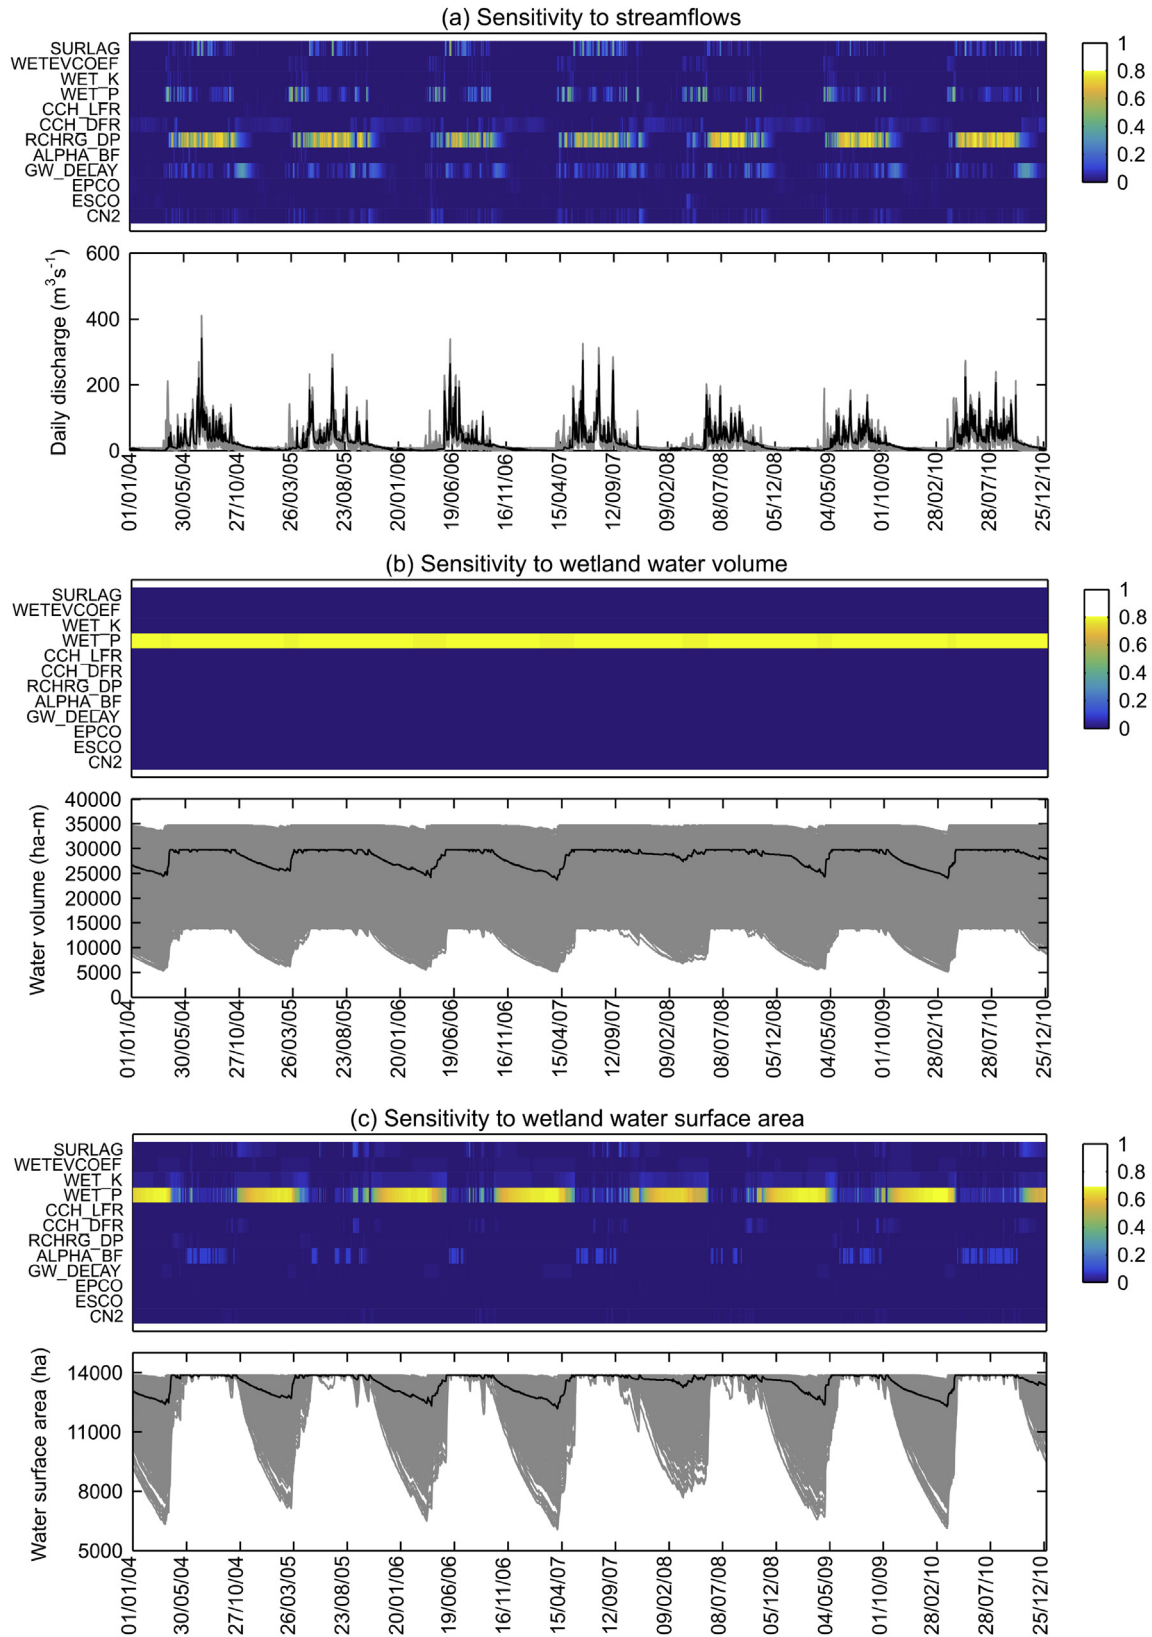 (a) Sensitivity to streamflows
SURLAG
WETEVCOEF
WET_K
WET_P
CCH_LFR
CCH_DFR
RCHRG_DP
ALPHA_BF
GW_DELAY
EPCO
ESCO
CN2
1
0.8
0.6
0.4
0.2
0
Daily discharge (m³s⁻¹)
600
400
200
0
01/01/04
30/05/04
27/10/04
26/03/05
23/08/05
20/01/06
19/06/06
16/11/06
15/04/07
12/09/07
09/02/08
08/07/08
05/12/08
04/05/09
01/10/09
28/02/10
28/07/10
25/12/10
(b) Sensitivity to wetland water volume
SURLAG
WETEVCOEF
WET_K
WET_P
CCH_LFR
CCH_DFR
RCHRG_DP
ALPHA_BF
GW_DELAY
EPCO
ESCO
CN2
1
0.8
0.6
0.4
0.2
0
Water volume (ha-m)
40000
35000
30000
25000
20000
15000
10000
5000
0
01/01/04
30/05/04
27/10/04
26/03/05
23/08/05
20/01/06
19/06/06
16/11/06
15/04/07
12/09/07
09/02/08
08/07/08
05/12/08
04/05/09
01/10/09
28/02/10
28/07/10
25/12/10
(c) Sensitivity to wetland water surface area
SURLAG
WETEVCOEF
WET_K
WET_P
CCH_LFR
CCH_DFR
RCHRG_DP
ALPHA_BF
GW_DELAY
EPCO
ESCO
CN2
1
0.8
0.6
0.4
0.2
0
Water surface area (ha)
14000
11000
8000
5000
01/01/04
30/05/04
27/10/04
26/03/05
23/08/05
20/01/06
19/06/06
16/11/06
15/04/07
12/09/07
09/02/08
08/07/08
05/12/08
04/05/09
01/10/09
28/02/10
28/07/10
25/12/10